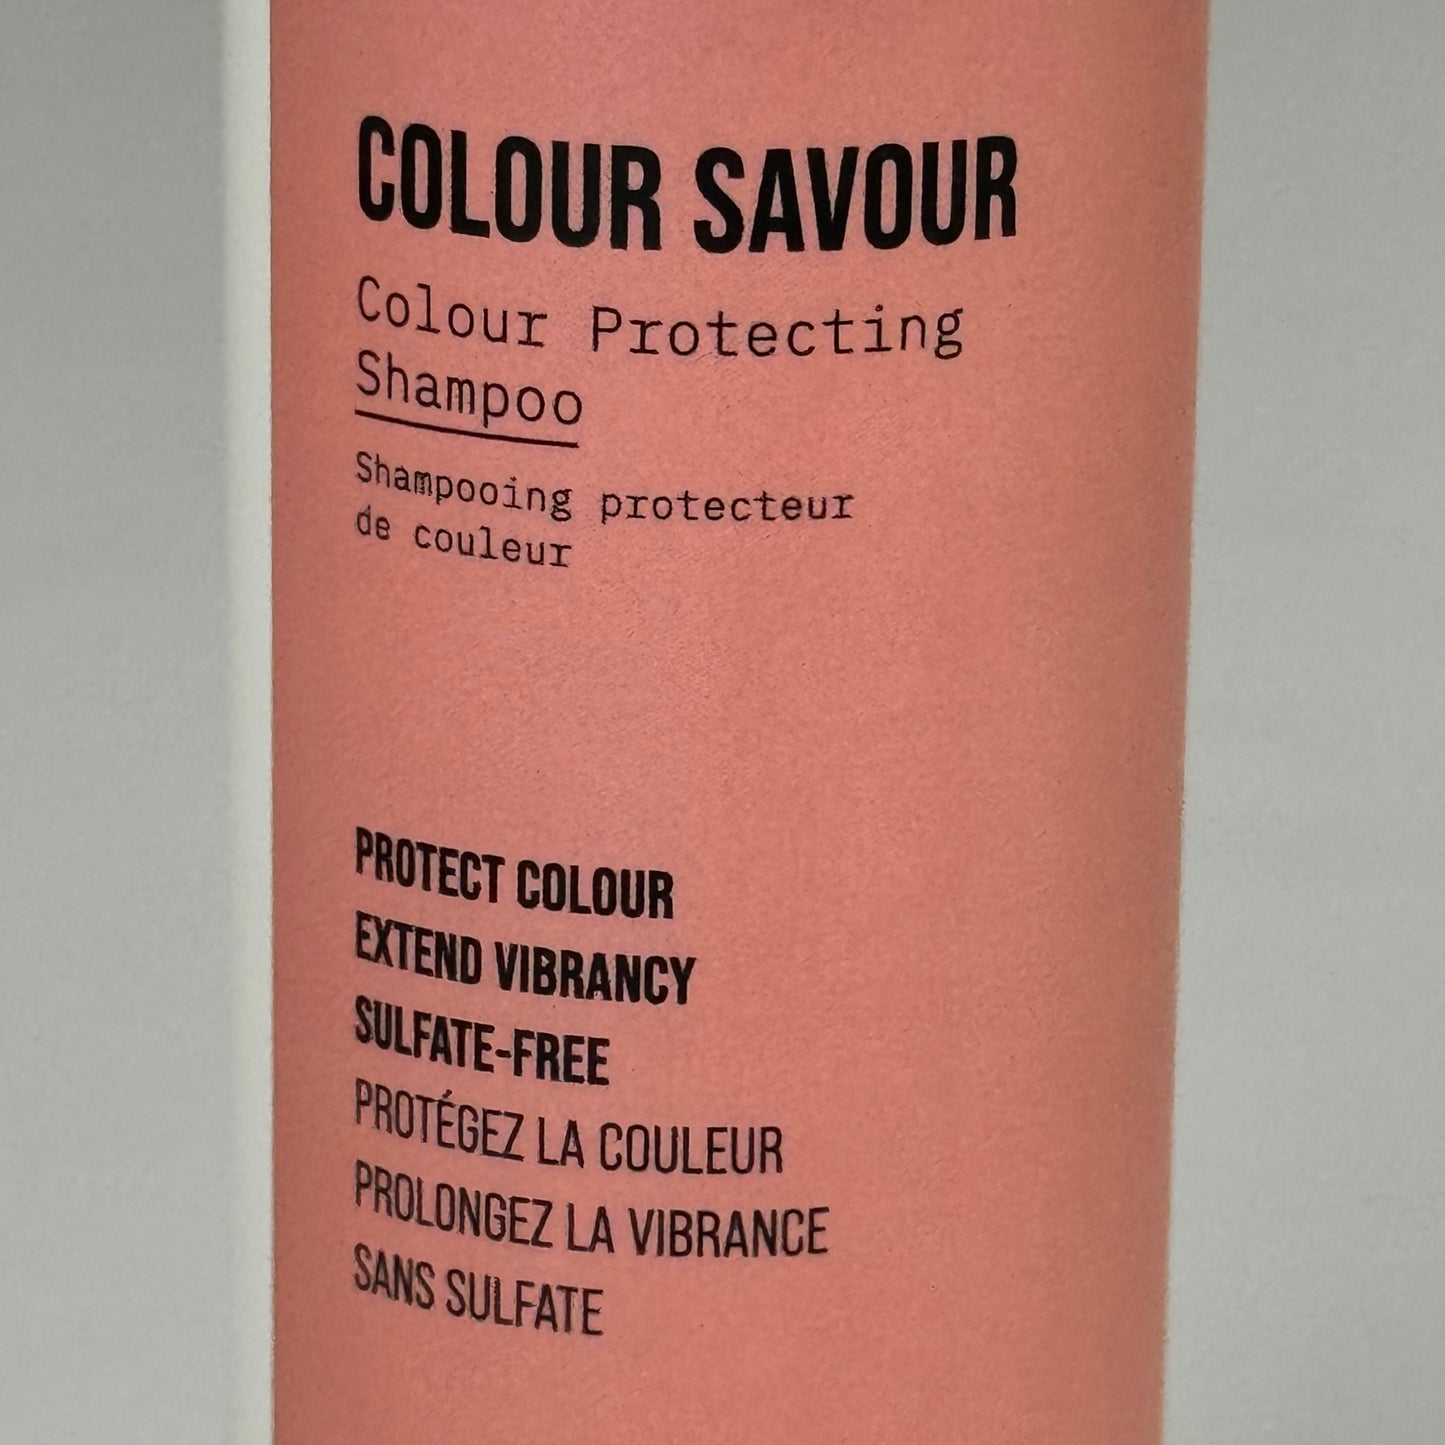 COLOUR SAVOUR
Colour Protecting
Shampoo
Shampooing protecteur
de couleur
PROTECT COLOUR
EXTEND VIBRANCY
SULFATE-FREE
PROTÉGEZ LA COULEUR
PROLONGEZ LA VIBRANCE
SANS SULFATE